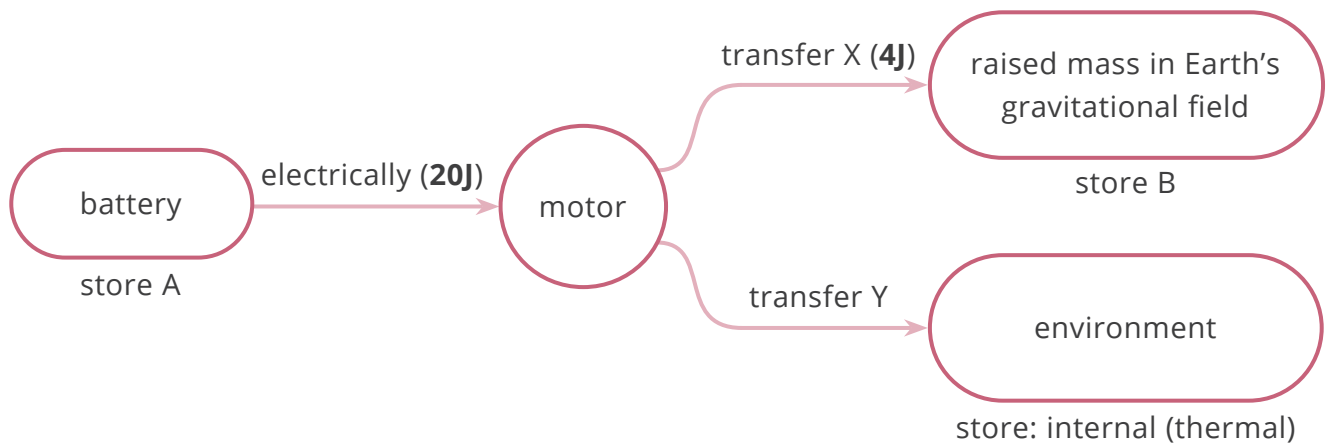 battery
store A
electrically (20J)
motor
transfer X (4J)
raised mass in Earth’s
gravitational field
store B
transfer Y
environment
store: internal (thermal)